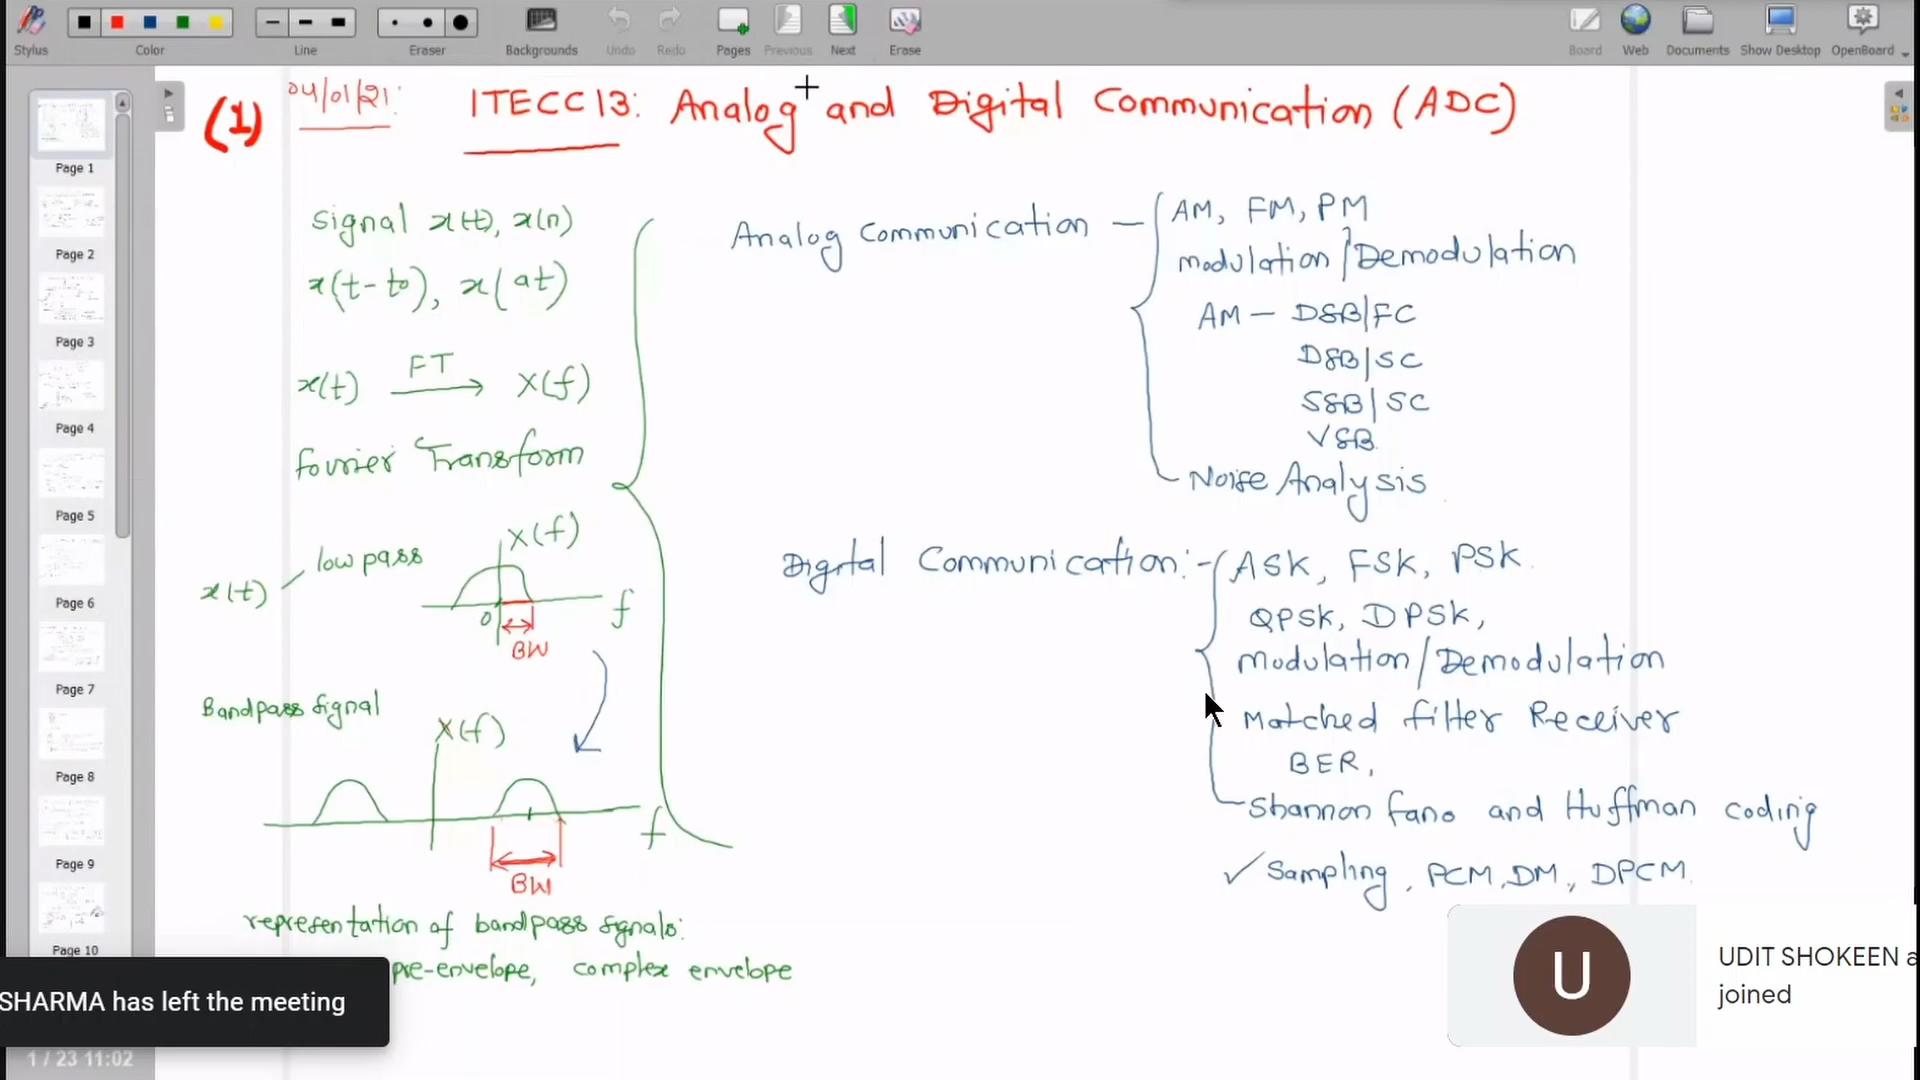 Stylus
Color
Line
Eraser
Backgrounds
Undo
Redo
Pages
Previous
Next
Erase
Board
Web
Documents
Show Desktop
OpenBoard
Page 1
Page 2
Page 3
Page 4
Page 5
Page 6
Page 7
Page 8
Page 9
Page 10
(1) 04/01/21: ITECC13: Analog and Digital Communication (ADC)
signal x(t), x(n)
x(t-to), x(at)
x(t) FT X(f)
fourier Transform
x(t) low pass
X(f)
0 f
BW
Bandpass signal
X(f)
f
BW
representation of bandpass signals:
pre-envelope, complex envelope
Analog Communication — AM, FM, PM
modulation/Demodulation
AM — DSB|FC
DSB|SC
SSB|SC
VSB
Noise Analysis
Digital Communication:- ASK, FSK, PSK
QPSK, DPSK,
Modulation/Demodulation
Matched filter Receiver
BER,
Shannon fano and Huffman coding
✓ Sampling, PCM, DM, DPCM
SHARMA has left the meeting
1 / 23 11:02
U
UDIT SHOKEEN a
joined